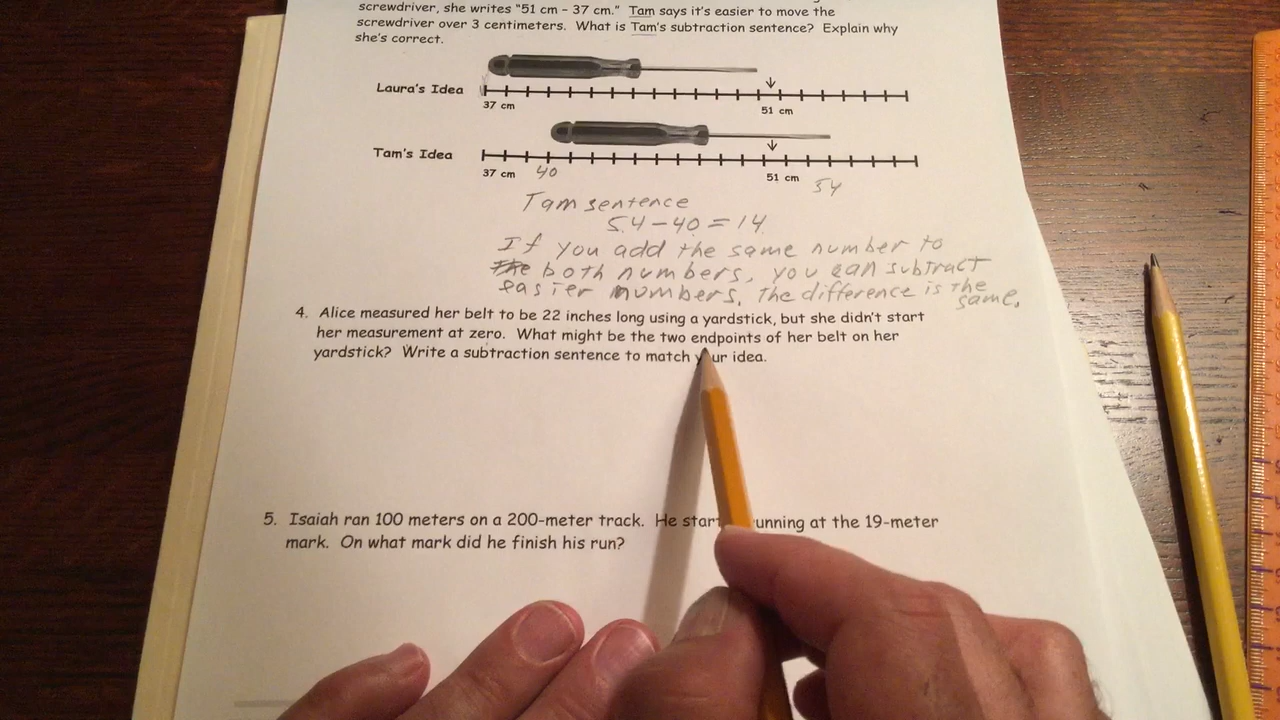 screwdriver, she writes "51 cm – 37 cm." Tam says it's easier to move the
screwdriver over 3 centimeters. What is Tam's subtraction sentence? Explain why
she's correct.
Laura's Idea
37 cm
51 cm
Tam's Idea
37 cm
40
51 cm
54
Tam sentence
54 – 40 = 14
If you add the same number to
the both numbers, you can subtract
easier numbers. The difference is the
same.
4. Alice measured her belt to be 22 inches long using a yardstick, but she didn't start
her measurement at zero. What might be the two endpoints of her belt on her
yardstick? Write a subtraction sentence to match ur idea.
5. Isaiah ran 100 meters on a 200-meter track. He start unning at the 19-meter
mark. On what mark did he finish his run?